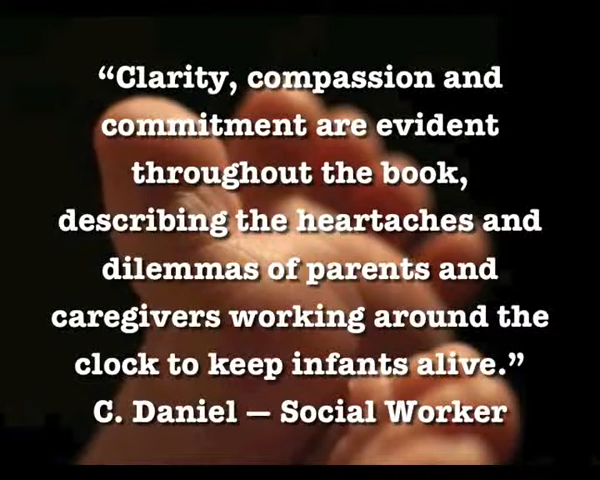 “Clarity, compassion and
commitment are evident
throughout the book,
describing the heartaches and
dilemmas of parents and
caregivers working around the
clock to keep infants alive.”
C. Daniel — Social Worker